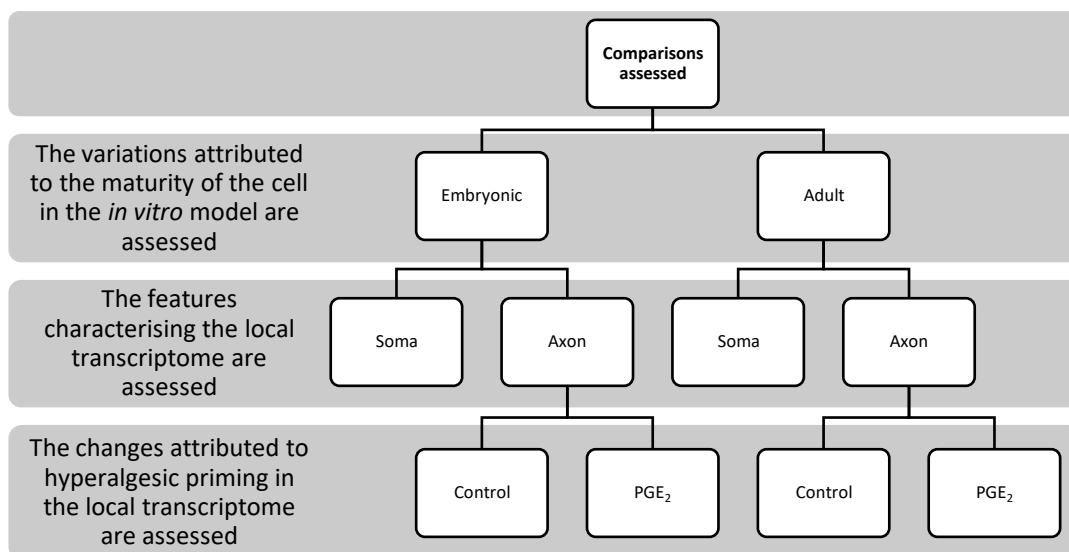 Comparisons
assessed
The variations attributed
to the maturity of the cell
in the in vitro model are
assessed
Embryonic
Adult
The features
characterising the local
transcriptome are
assessed
Soma
Axon
Soma
Axon
The changes attributed to
hyperalgesic priming in
the local transcriptome
are assessed
Control
PGE₂
Control
PGE₂